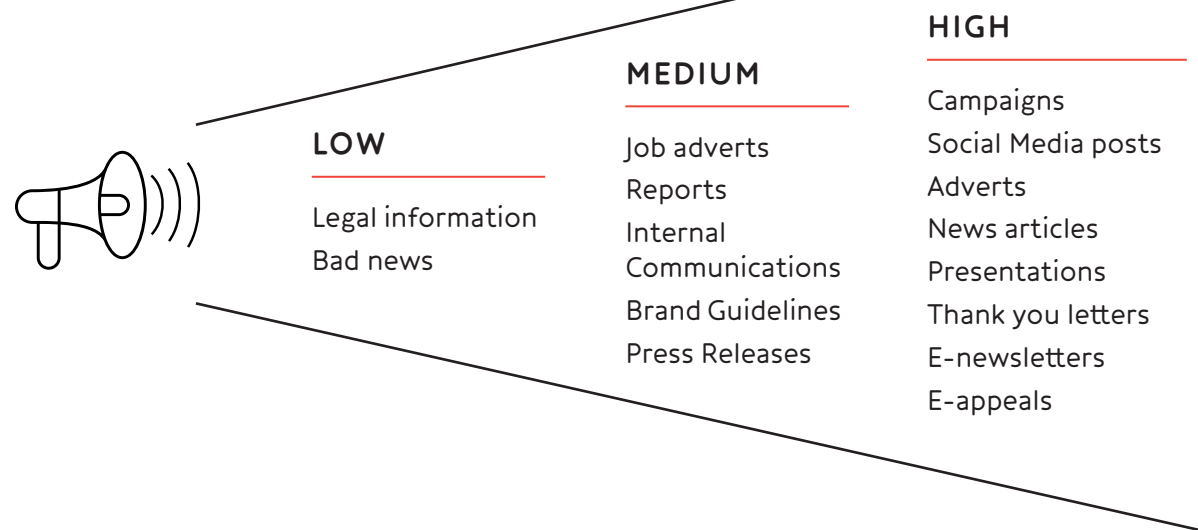 LOW
Legal information
Bad news
MEDIUM
Job adverts
Reports
Internal
Communications
Brand Guidelines
Press Releases
HIGH
Campaigns
Social Media posts
Adverts
News articles
Presentations
Thank you letters
E-newsletters
E-appeals